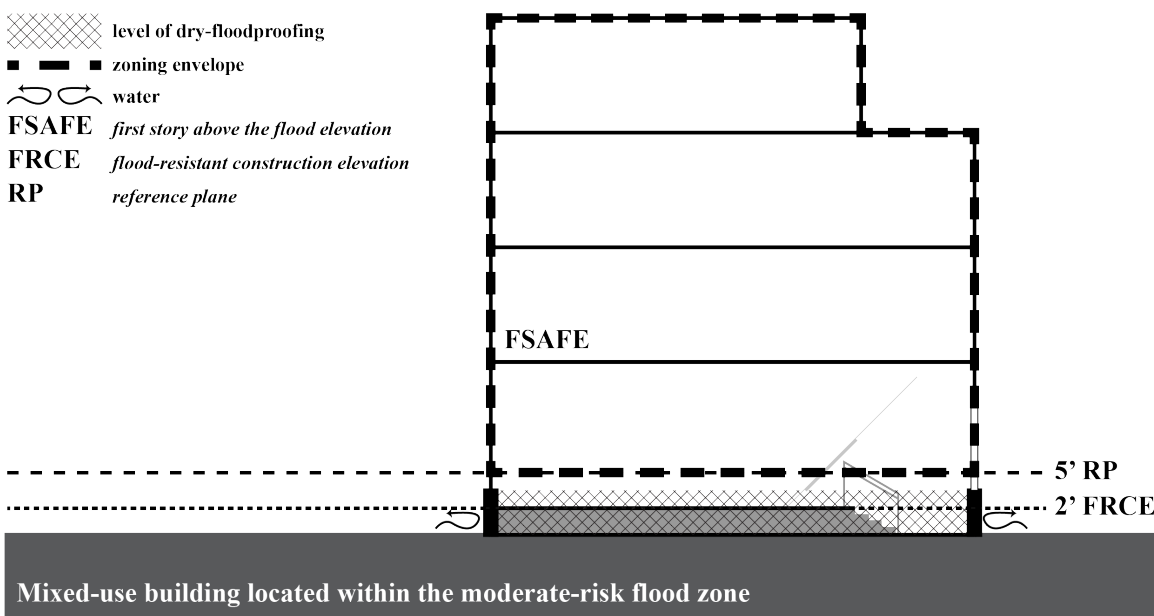 level of dry-floodproofing
zoning envelope
water
FSAFE first story above the flood elevation
FRCE flood-resistant construction elevation
RP reference plane
FSAFE
5’ RP
2’ FRCE
Mixed-use building located within the moderate-risk flood zone